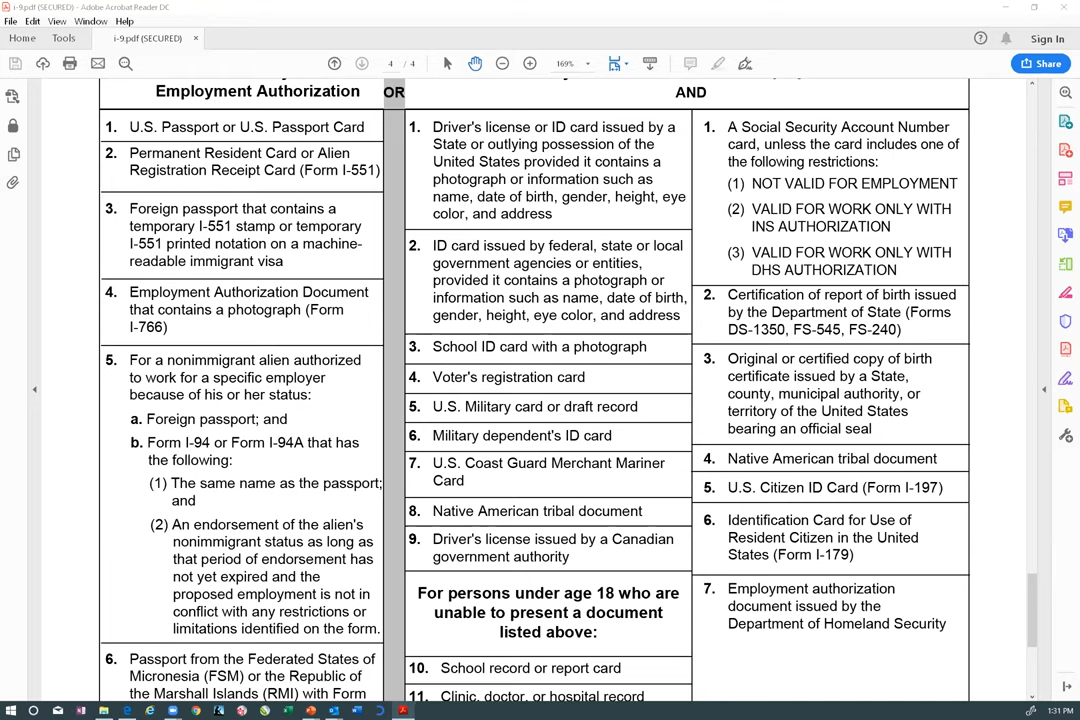 i-9.pdf (SECURED) - Adobe Acrobat Reader DC
File Edit View Window Help
Home Tools i-9.pdf (SECURED) × Sign In
4 / 4 169% Share
Employment Authorization OR AND
1. U.S. Passport or U.S. Passport Card
2. Permanent Resident Card or Alien
Registration Receipt Card (Form I-551)
3. Foreign passport that contains a
temporary I-551 stamp or temporary
I-551 printed notation on a machine-
readable immigrant visa
4. Employment Authorization Document
that contains a photograph (Form
I-766)
5. For a nonimmigrant alien authorized
to work for a specific employer
because of his or her status:
a. Foreign passport; and
b. Form I-94 or Form I-94A that has
the following:
(1) The same name as the passport;
and
(2) An endorsement of the alien's
nonimmigrant status as long as
that period of endorsement has
not yet expired and the
proposed employment is not in
conflict with any restrictions or
limitations identified on the form.
6. Passport from the Federated States of
Micronesia (FSM) or the Republic of
the Marshall Islands (RMI) with Form
1. Driver's license or ID card issued by a
State or outlying possession of the
United States provided it contains a
photograph or information such as
name, date of birth, gender, height, eye
color, and address
2. ID card issued by federal, state or local
government agencies or entities,
provided it contains a photograph or
information such as name, date of birth,
gender, height, eye color, and address
3. School ID card with a photograph
4. Voter's registration card
5. U.S. Military card or draft record
6. Military dependent's ID card
7. U.S. Coast Guard Merchant Mariner
Card
8. Native American tribal document
9. Driver's license issued by a Canadian
government authority
For persons under age 18 who are
unable to present a document
listed above:
10. School record or report card
11. Clinic, doctor, or hospital record
1. A Social Security Account Number
card, unless the card includes one of
the following restrictions:
(1) NOT VALID FOR EMPLOYMENT
(2) VALID FOR WORK ONLY WITH
INS AUTHORIZATION
(3) VALID FOR WORK ONLY WITH
DHS AUTHORIZATION
2. Certification of report of birth issued
by the Department of State (Forms
DS-1350, FS-545, FS-240)
3. Original or certified copy of birth
certificate issued by a State,
county, municipal authority, or
territory of the United States
bearing an official seal
4. Native American tribal document
5. U.S. Citizen ID Card (Form I-197)
6. Identification Card for Use of
Resident Citizen in the United
States (Form I-179)
7. Employment authorization
document issued by the
Department of Homeland Security
1:31 PM